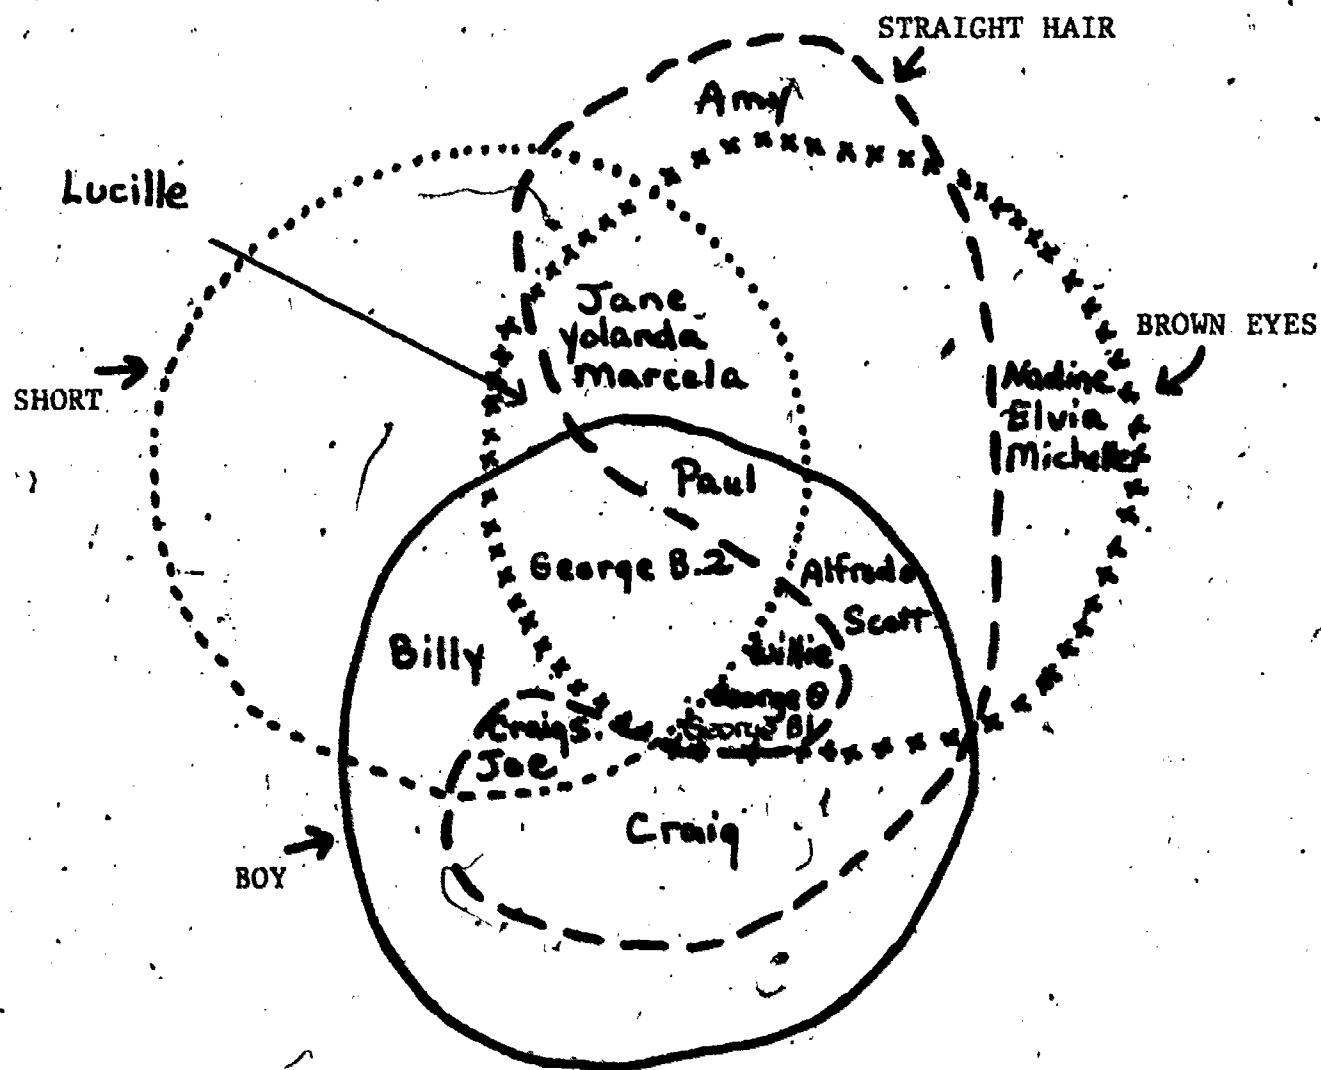 STRAIGHT HAIR
Amy
Lucille
Jane
Yolanda
Marcela
BROWN EYES
SHORT
Nadine
Elvia
Michelle
Paul
George B.2
Alfredo
Scott
Billy
Willie
George O
George B1
Craig S.
Joe
Craig
BOY